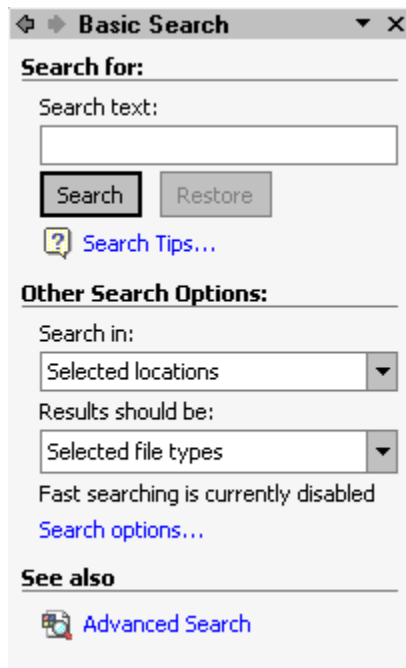 Basic Search
Search for:
Search text:
Search Restore
Search Tips...
Other Search Options:
Search in:
Selected locations
Results should be:
Selected file types
Fast searching is currently disabled
Search options...
See also
Advanced Search